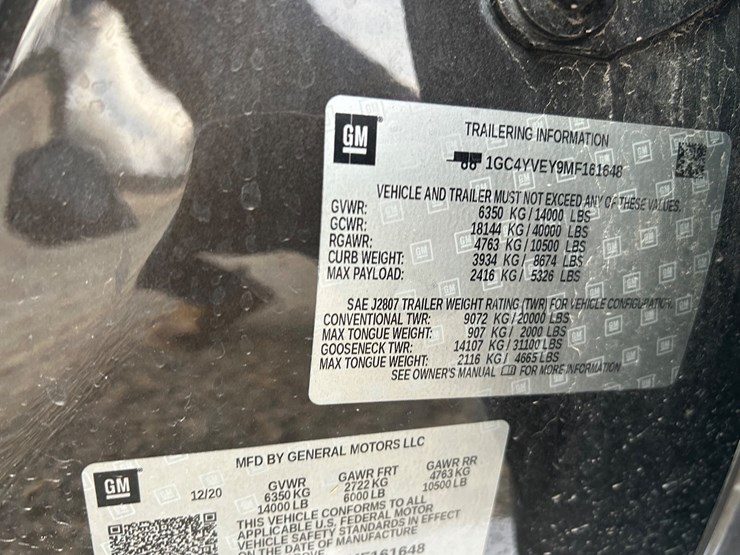 GM
TRAILERING INFORMATION
1GC4YVEY9MF161648
VEHICLE AND TRAILER MUST NOT EXCEED ANY OF THESE VALUES.
GVWR: 6350 KG / 14000 LBS
GCWR: 18144 KG / 40000 LBS
RGAWR: 4763 KG / 10500 LBS
CURB WEIGHT: 3934 KG / 8674 LBS
MAX PAYLOAD: 2416 KG / 5326 LBS
SAE J2807 TRAILER WEIGHT RATING (TWR) FOR VEHICLE CONFIGURATION.
CONVENTIONAL TWR: 9072 KG / 20000 LBS
MAX TONGUE WEIGHT: 907 KG / 2000 LBS
GOOSENECK TWR: 14107 KG / 31100 LBS
MAX TONGUE WEIGHT: 2116 KG / 4665 LBS
SEE OWNER'S MANUAL FOR MORE INFORMATION
GM
MFD BY GENERAL MOTORS LLC
12/20 GVWR GAWR FRT GAWR RR
6350 KG 2722 KG 4763 KG
14000 LB 6000 LB 10500 LB
THIS VEHICLE CONFORMS TO ALL
APPLICABLE U.S. FEDERAL MOTOR
VEHICLE SAFETY STANDARDS IN EFFECT
ON THE DATE OF MANUFACTURE
F161648